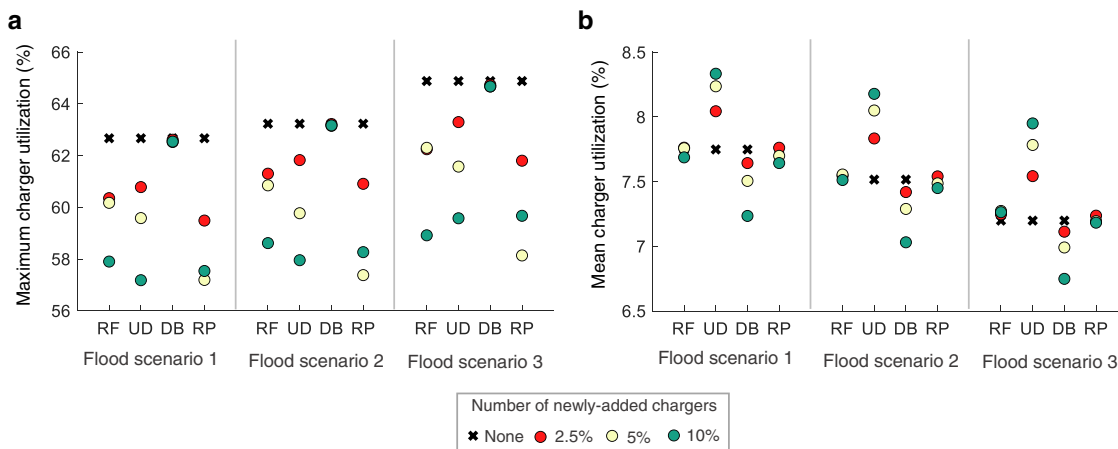 a
Maximum charger utilization (%)
66
64
62
60
58
56
RF UD DB RP RF UD DB RP RF UD DB RP
Flood scenario 1 Flood scenario 2 Flood scenario 3
b
Mean charger utilization (%)
8.5
8
7.5
7
6.5
RF UD DB RP RF UD DB RP RF UD DB RP
Flood scenario 1 Flood scenario 2 Flood scenario 3
Number of newly-added chargers
None 2.5% 5% 10%